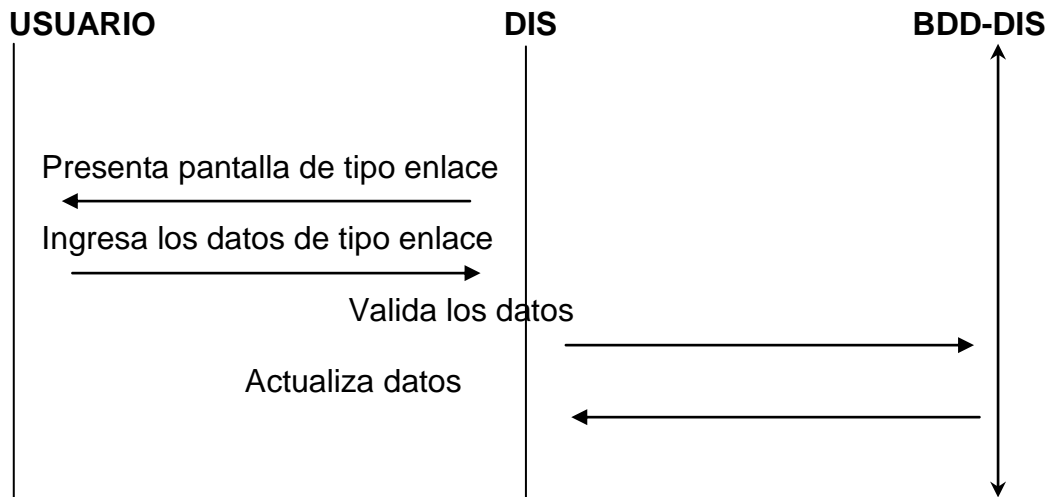 USUARIO DIS BDD-DIS
Presenta pantalla de tipo enlace
Ingresa los datos de tipo enlace
Valida los datos
Actualiza datos